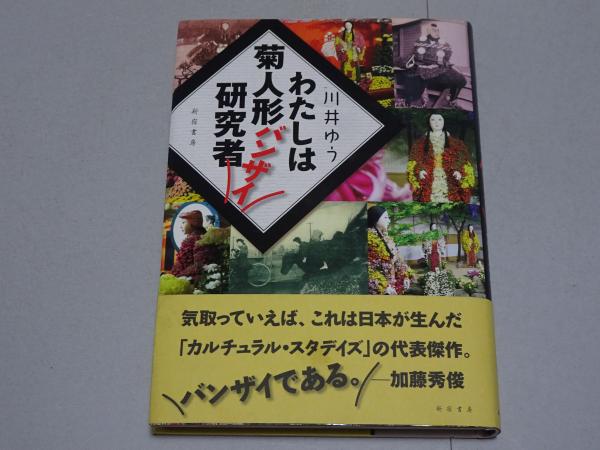 わたしは
菊人形バンザイ
研究者
川井ゆう
新宿書房
気取っていえば、これは日本が生んだ
「カルチュラル・スタデイズ」の代表傑作。
バンザイである。
──加藤秀俊
新宿書房